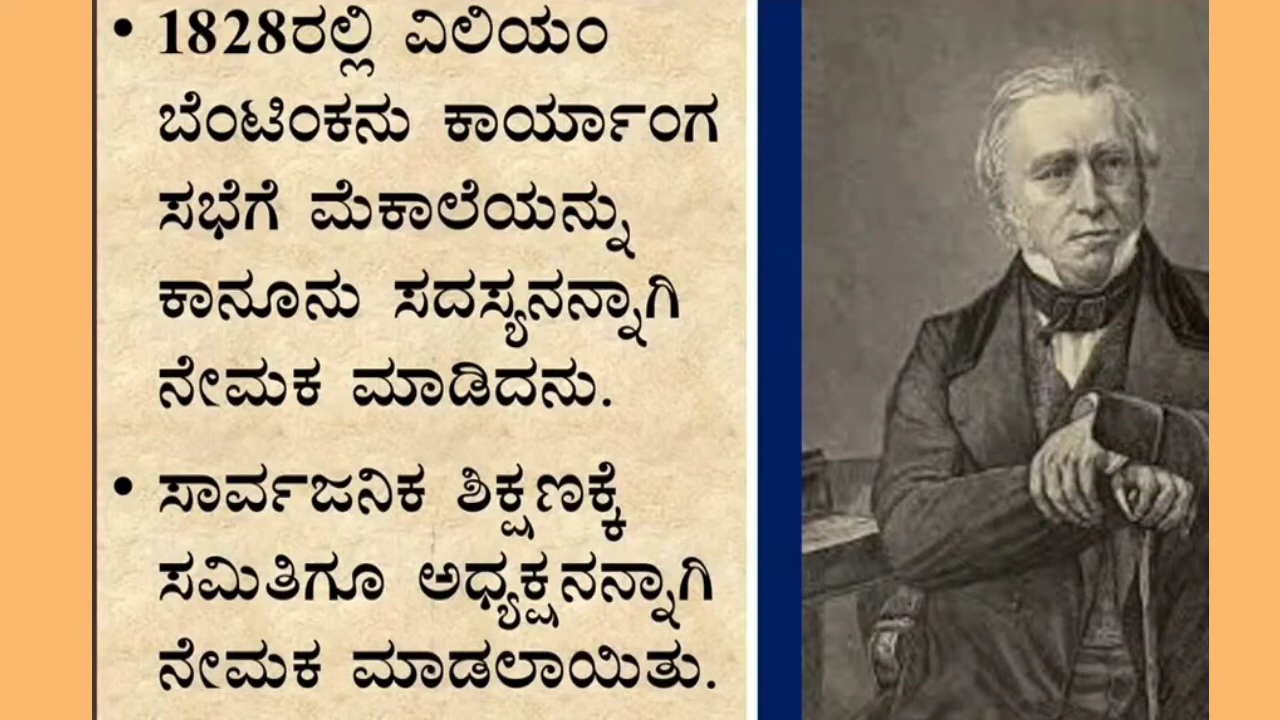 • 1828ರಲ್ಲಿ ವಿಲಿಯಂ
ಬೆಂಟಿಂಕನು ಕಾರ್ಯಾಂಗ
ಸಭೆಗೆ ಮೆಕಾಲೆಯನ್ನು
ಕಾನೂನು ಸದಸ್ಯನನ್ನಾಗಿ
ನೇಮಕ ಮಾಡಿದನು.
• ಸಾರ್ವಜನಿಕ ಶಿಕ್ಷಣಕ್ಕೆ
ಸಮಿತಿಗೂ ಅಧ್ಯಕ್ಷನನ್ನಾಗಿ
ನೇಮಕ ಮಾಡಲಾಯಿತು.